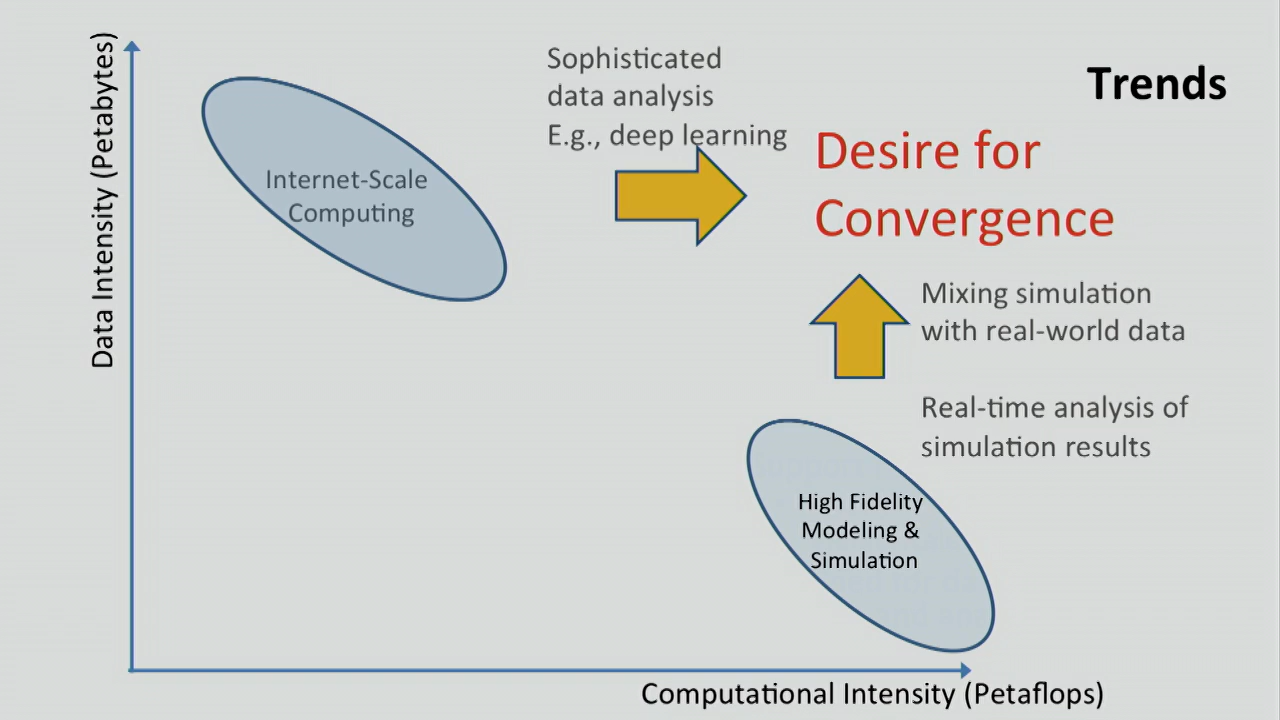 Trends
Data Intensity (Petabytes)
Internet-Scale
Computing
Sophisticated
data analysis
E.g., deep learning
Desire for
Convergence
Mixing simulation
with real-world data
Real-time analysis of
simulation results
High Fidelity
Modeling &
Simulation
Computational Intensity (Petaflops)